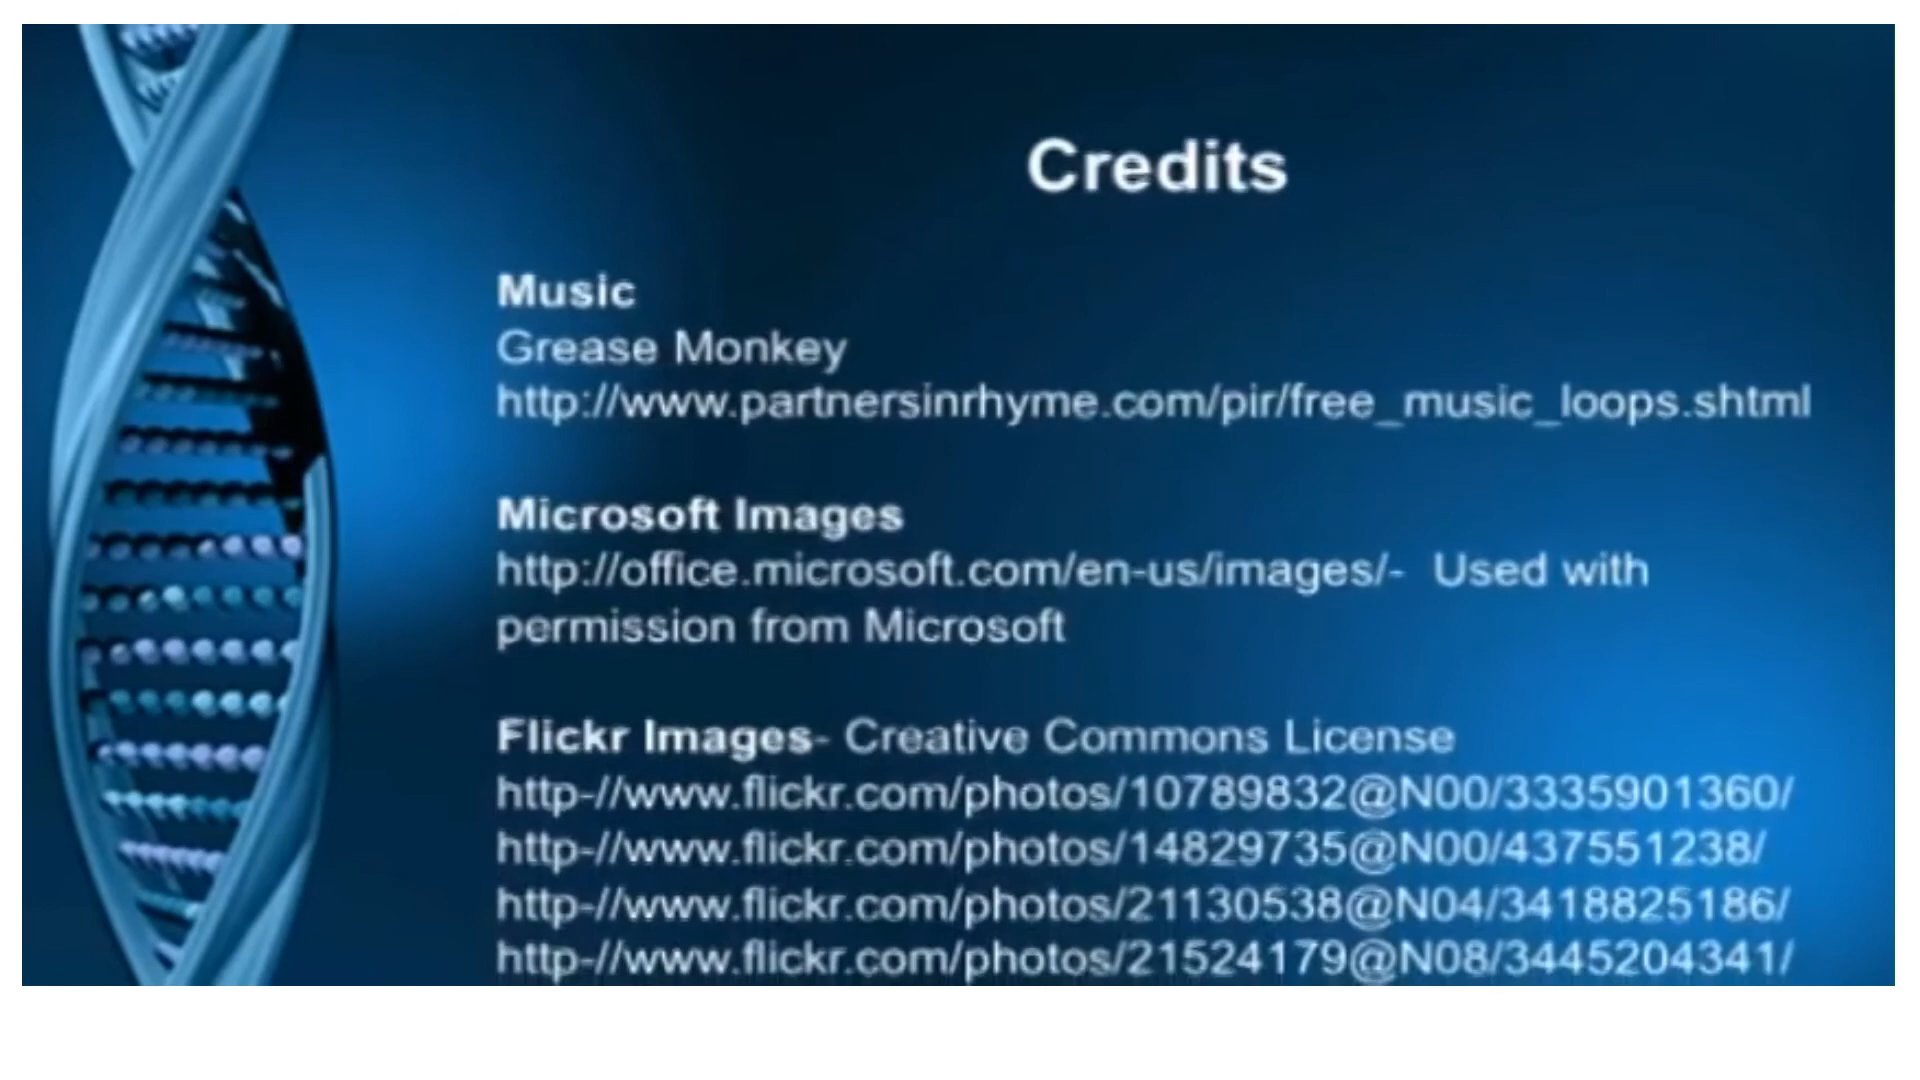 Credits
Music
Grease Monkey
http://www.partnersinrhyme.com/pir/free_music_loops.shtml
Microsoft Images
http://office.microsoft.com/en-us/images/-  Used with
permission from Microsoft
Flickr Images- Creative Commons License
http-//www.flickr.com/photos/10789832@N00/3335901360/
http-//www.flickr.com/photos/14829735@N00/437551238/
http-//www.flickr.com/photos/21130538@N04/3418825186/
http-//www.flickr.com/photos/21524179@N08/3445204341/